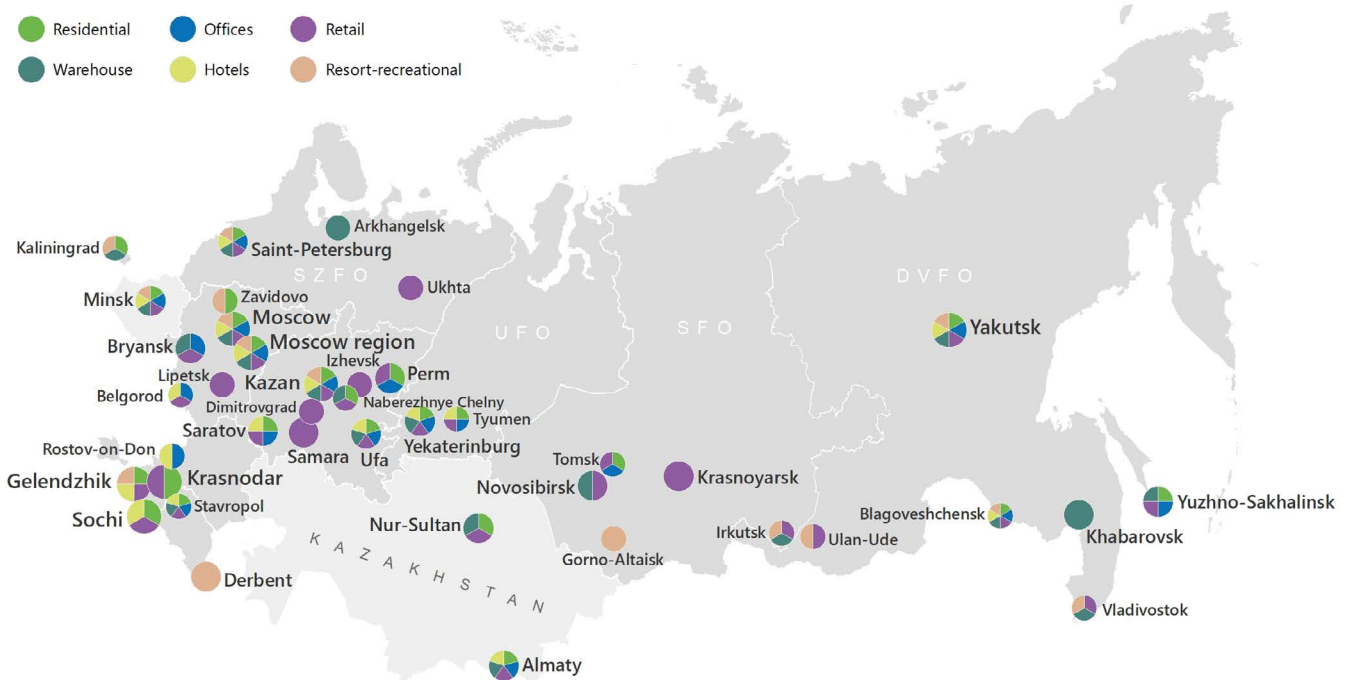 Residential
Offices
Retail
Warehouse
Hotels
Resort-recreational
Arkhangelsk
Kaliningrad
Saint-Petersburg
SZFO
DVFO
Ukhta
Minsk
Zavidovo
Moscow
UFO
SFO
Yakutsk
Bryansk
Moscow region
Izhevsk
Lipetsk
Kazan
Perm
Belgorod
Naberezhnye Chelny
Dimitrovgrad
Tyumen
Saratov
Yekaterinburg
Rostov-on-Don
Samara
Ufa
Tomsk
Gelendzhik
Krasnodar
Novosibirsk
Krasnoyarsk
Stavropol
Yuzhno-Sakhalinsk
Sochi
Nur-Sultan
Blagoveshchensk
Irkutsk
Ulan-Ude
Khabarovsk
Gorno-Altaisk
KAZAKHSTAN
Derbent
Vladivostok
Almaty